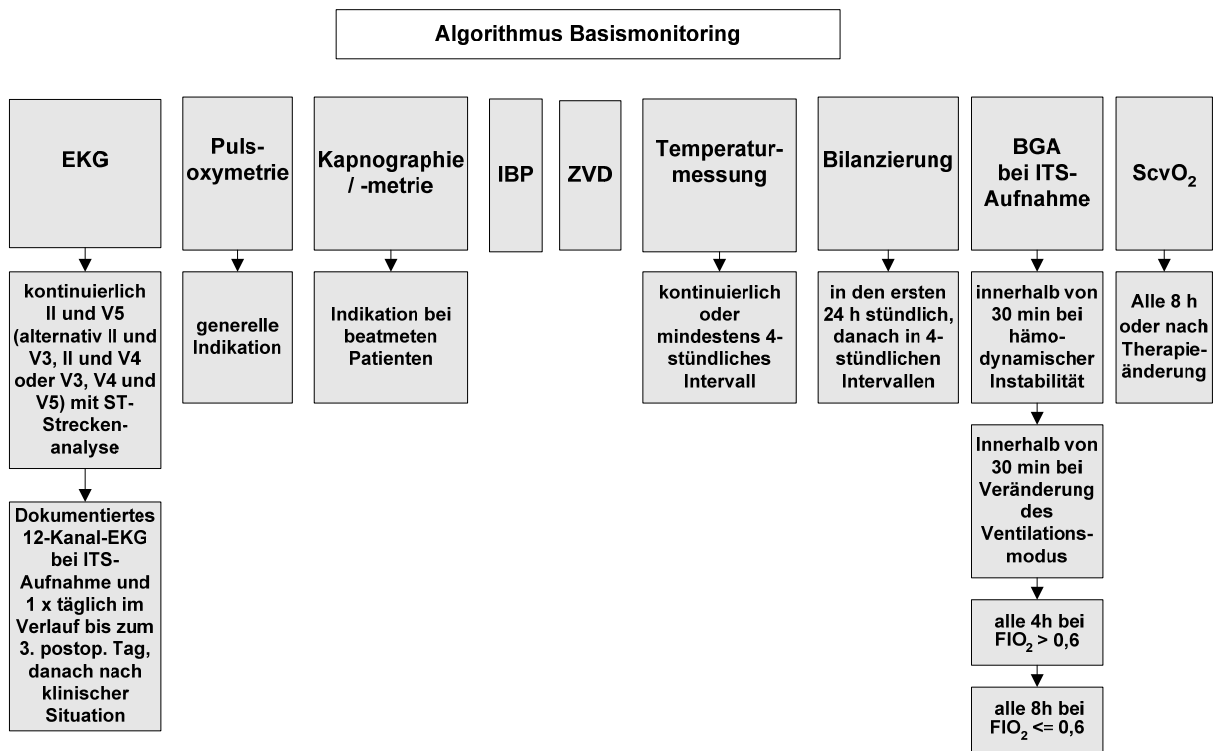 Algorithmus Basismonitoring
EKG
kontinuierlich
II und V5
(alternativ II und
V3, II und V4
oder V3, V4 und
V5) mit ST-
Strecken-
analyse
Dokumentiertes
12-Kanal-EKG
bei ITS-
Aufnahme und
1 x täglich im
Verlauf bis zum
3. postop. Tag,
danach nach
klinischer
Situation
Puls-
oxymetrie
generelle
Indikation
Kapnographie
/ -metrie
Indikation bei
beatmeten
Patienten
IBP
ZVD
Temperatur-
messung
kontinuierlich
oder
mindestens 4-
stündliches
Intervall
Bilanzierung
in den ersten
24 h stündlich,
danach in 4-
stündlichen
Intervallen
BGA
bei ITS-
Aufnahme
innerhalb von
30 min bei
hämo-
dynamischer
Instabilität
Innerhalb von
30 min bei
Veränderung
des
Ventilations-
modus
alle 4h bei
FIO₂ > 0,6
alle 8h bei
FIO₂ <= 0,6
ScvO₂
Alle 8 h
oder nach
Therapie-
änderung